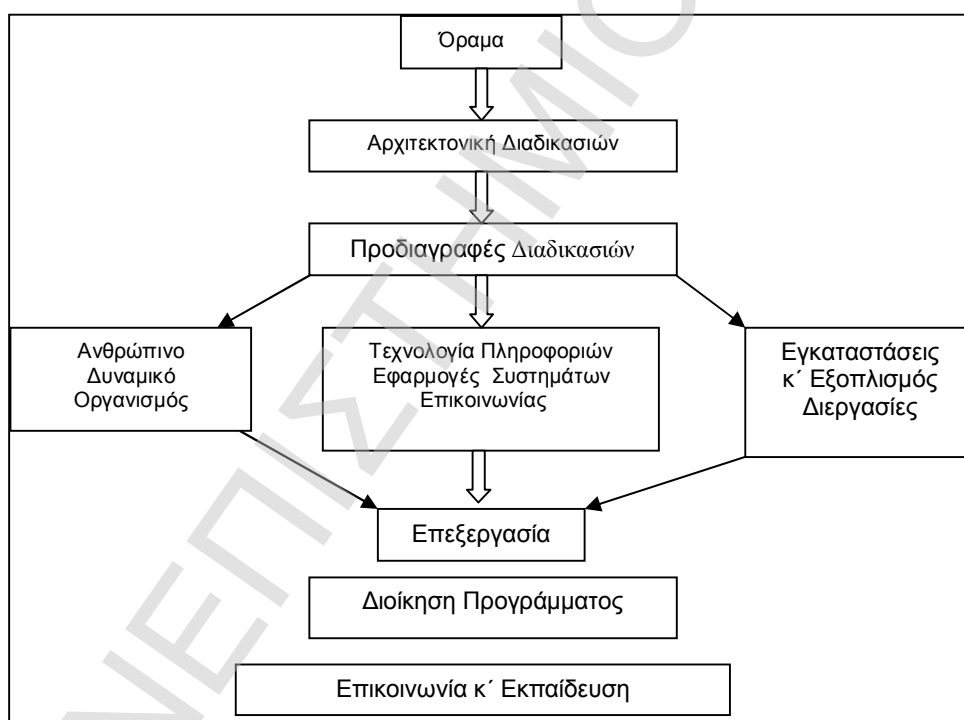 Όραμα
Αρχιτεκτονική Διαδικασιών
Προδιαγραφές Διαδικασιών
Ανθρώπινο
Δυναμικό
Οργανισμός
Τεχνολογία Πληροφοριών
Εφαρμογές Συστημάτων
Επικοινωνίας
Εγκαταστάσεις
κ΄ Εξοπλισμός
Διεργασίες
Επεξεργασία
Διοίκηση Προγράμματος
Επικοινωνία κ΄ Εκπαίδευση